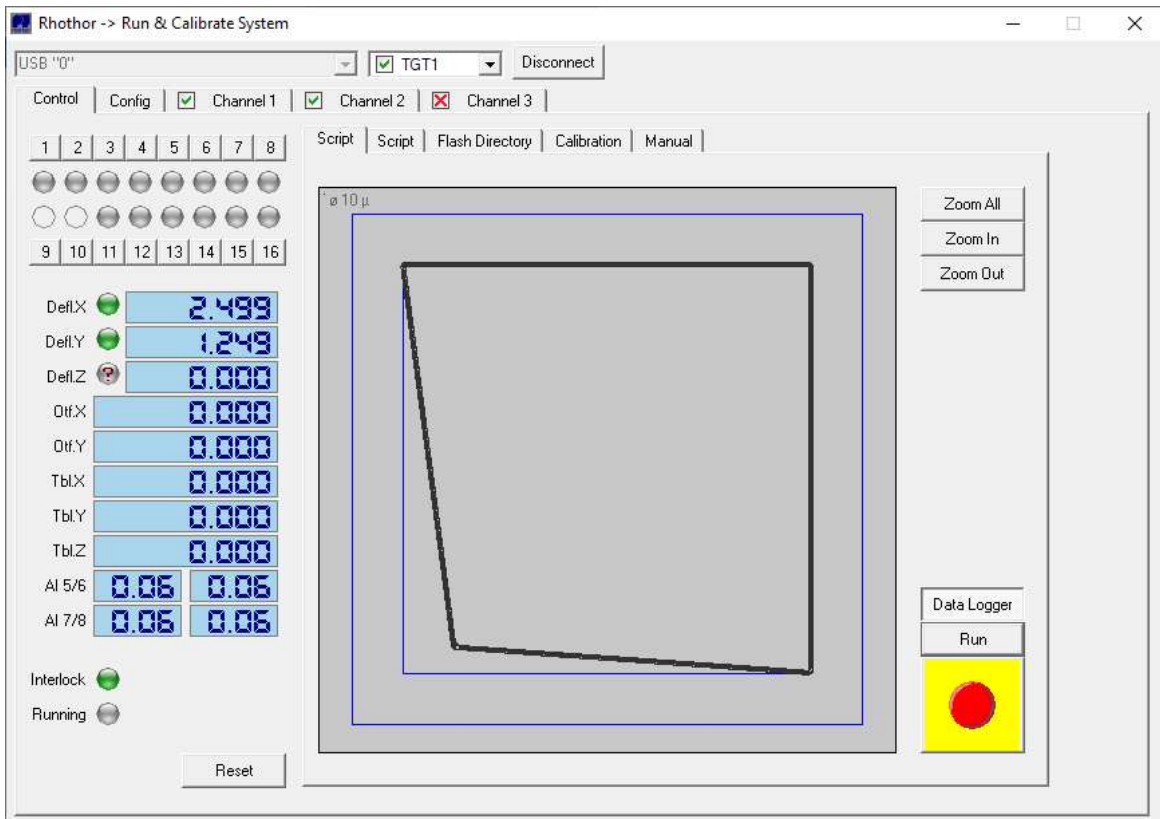 Rhothor -> Run & Calibrate System
USB "0" TGT1 Disconnect
Control Config Channel 1 Channel 2 Channel 3
Script Script Flash Directory Calibration Manual
1 2 3 4 5 6 7 8
9 10 11 12 13 14 15 16
ø 10 µ
Zoom All
Zoom In
Zoom Out
Defl.X 2.499
Defl.Y 1.249
Defl.Z ? 0.000
Otf.X 0.000
Otf.Y 0.000
Tbl.X 0.000
Tbl.Y 0.000
Tbl.Z 0.000
AI 5/6 0.06 0.06
AI 7/8 0.06 0.06
Data Logger
Run
Interlock
Running
Reset